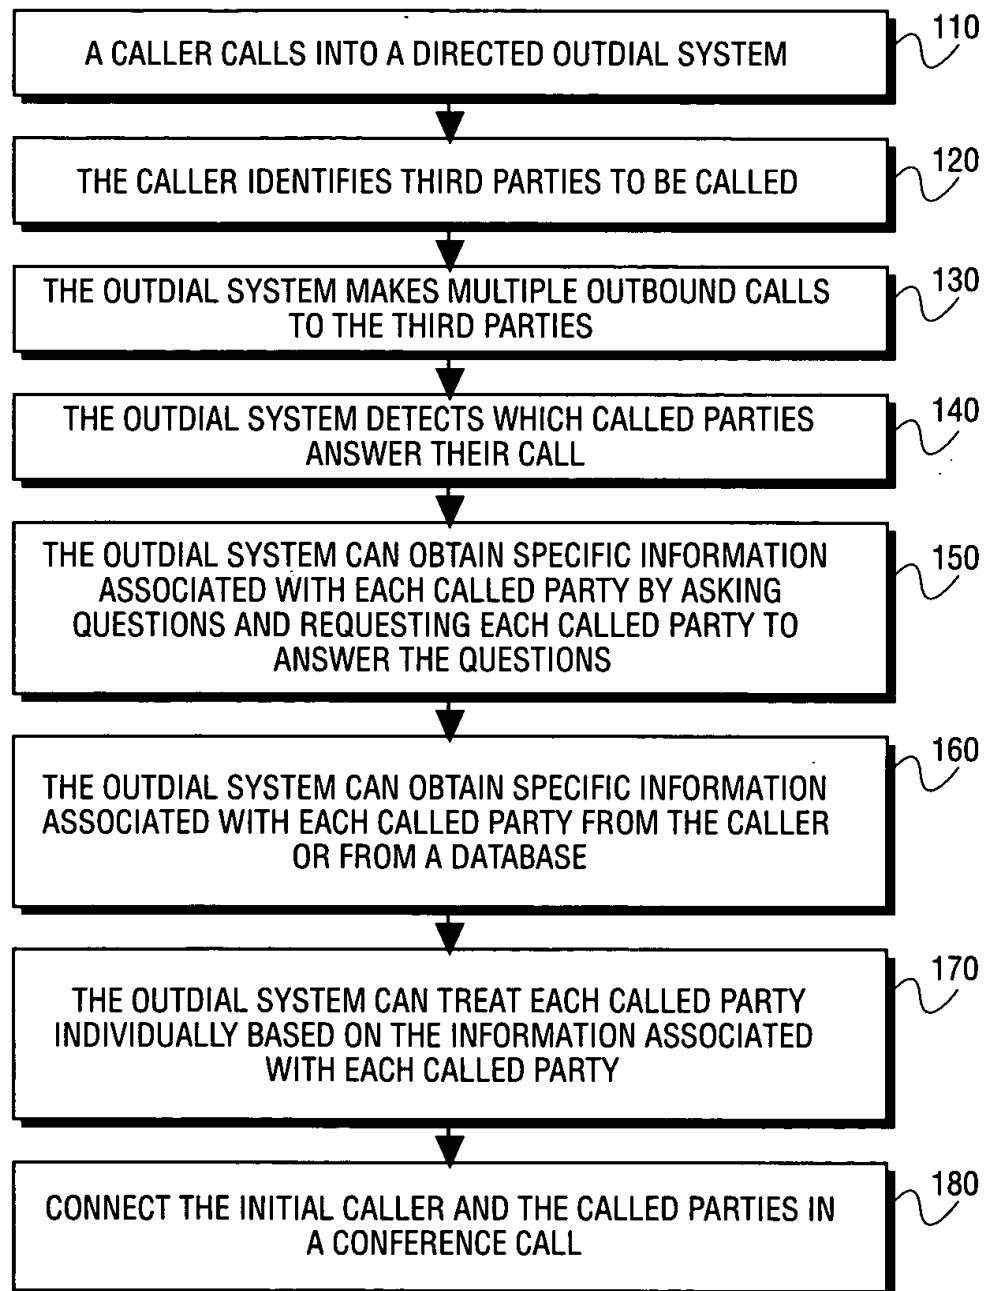 A CALLER CALLS INTO A DIRECTED OUTDIAL SYSTEM
110
THE CALLER IDENTIFIES THIRD PARTIES TO BE CALLED
120
THE OUTDIAL SYSTEM MAKES MULTIPLE OUTBOUND CALLS
TO THE THIRD PARTIES
130
THE OUTDIAL SYSTEM DETECTS WHICH CALLED PARTIES
ANSWER THEIR CALL
140
THE OUTDIAL SYSTEM CAN OBTAIN SPECIFIC INFORMATION
ASSOCIATED WITH EACH CALLED PARTY BY ASKING
QUESTIONS AND REQUESTING EACH CALLED PARTY TO
ANSWER THE QUESTIONS
150
THE OUTDIAL SYSTEM CAN OBTAIN SPECIFIC INFORMATION
ASSOCIATED WITH EACH CALLED PARTY FROM THE CALLER
OR FROM A DATABASE
160
THE OUTDIAL SYSTEM CAN TREAT EACH CALLED PARTY
INDIVIDUALLY BASED ON THE INFORMATION ASSOCIATED
WITH EACH CALLED PARTY
170
CONNECT THE INITIAL CALLER AND THE CALLED PARTIES IN
A CONFERENCE CALL
180